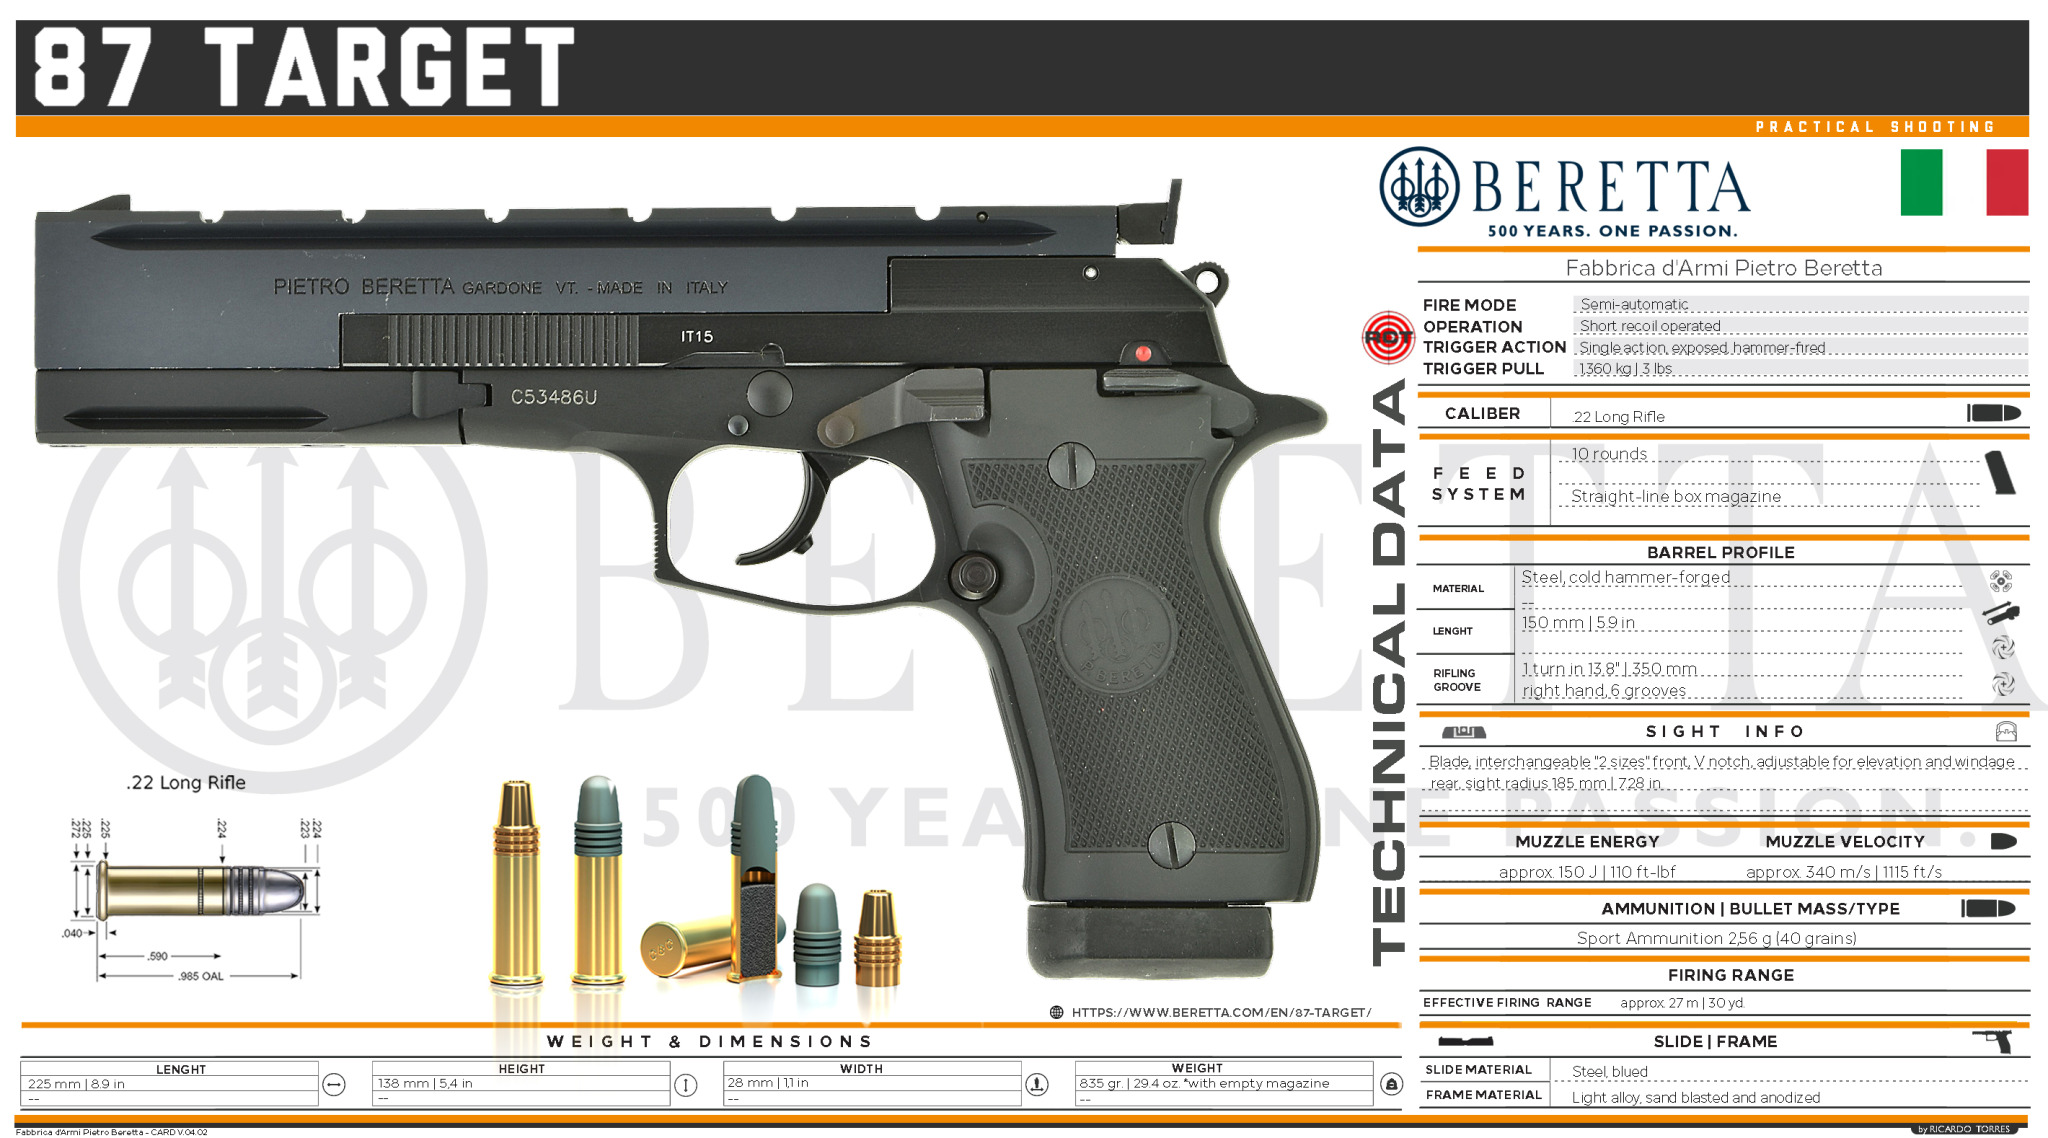 87 TARGET
PRACTICAL SHOOTING
BERETTA
500 YEARS. ONE PASSION.
Fabbrica d'Armi Pietro Beretta
FIRE MODE Semi-automatic
OPERATION Short recoil operated
TRIGGER ACTION Single action, exposed, hammer-fired
TRIGGER PULL 1,360 kg | 3 lbs
RDT
TECHNICAL DATA
CALIBER .22 Long Rifle
FEED SYSTEM
10 rounds
Straight-line box magazine
BARREL PROFILE
MATERIAL Steel, cold hammer-forged
--
LENGHT 150 mm | 5.9 in
RIFLING GROOVE
1 turn in 13.8" | 350 mm
right hand, 6 grooves
SIGHT INFO
Blade, interchangeable "2 sizes" front, V notch, adjustable for elevation and windage
rear, sight radius 185 mm | 7.28 in
MUZZLE ENERGY MUZZLE VELOCITY
approx. 150 J | 110 ft-lbf approx. 340 m/s | 1115 ft/s
AMMUNITION | BULLET MASS/TYPE
Sport Ammunition 2,56 g (40 grains)
FIRING RANGE
EFFECTIVE FIRING RANGE approx. 27 m | 30 yd.
SLIDE | FRAME
SLIDE MATERIAL Steel, blued
FRAME MATERIAL Light alloy, sand blasted and anodized
by RICARDO TORRES
PIETRO BERETTA GARDONE VT. - MADE IN ITALY
IT15
C53486U
BERETTA
BERETTA
500 YEARS. ONE PASSION.
.22 Long Rifle
.272 .225 .225 .224 .223 .224
.040
.590
.985 OAL
CBC
HTTPS://WWW.BERETTA.COM/EN/87-TARGET/
WEIGHT & DIMENSIONS
LENGHT HEIGHT WIDTH WEIGHT
225 mm | 8.9 in 138 mm | 5,4 in 28 mm | 1,1 in 835 gr. | 29.4 oz. *with empty magazine
-- -- -- --
Fabbrica d'Armi Pietro Beretta - CARD V.04.02